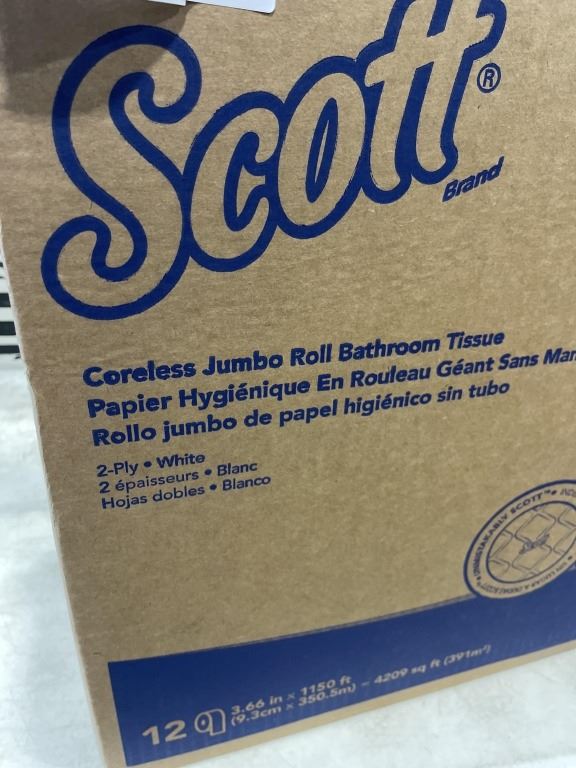 Scott®
Brand
Coreless Jumbo Roll Bathroom Tissue
Papier Hygiénique En Rouleau Géant Sans
Rollo jumbo de papel higiénico sin tubo
2-Ply • White
2 épaisseurs • Blanc
Hojas dobles • Blanco
UNMISTAKABLY SCOTT™
12
3.66 in x 1150 ft
(9.3cm x 350.5m) – 4209 sq ft (391m²)